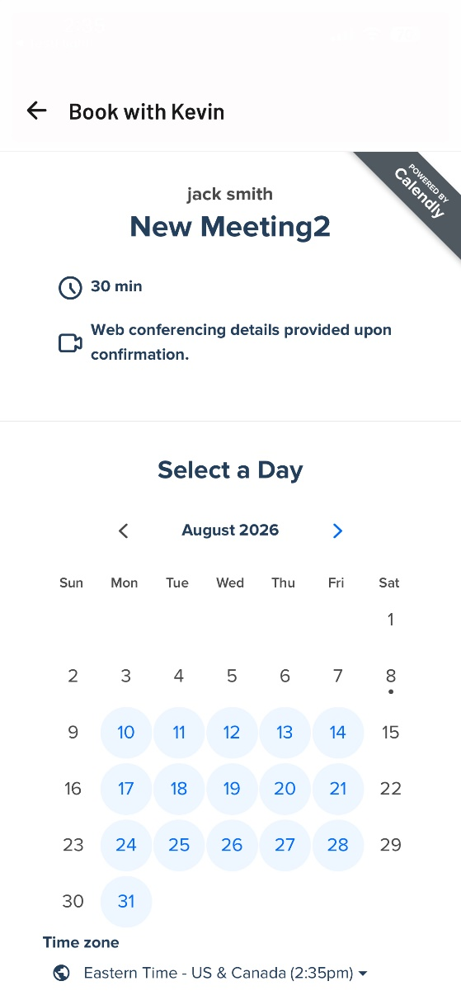 Book with Kevin
POWERED BY
Calendly
jack smith
New Meeting2
30 min
Web conferencing details provided upon
confirmation.
Select a Day
August 2026
Sun Mon Tue Wed Thu Fri Sat
1
2 3 4 5 6 7 8
9 10 11 12 13 14 15
16 17 18 19 20 21 22
23 24 25 26 27 28 29
30 31
Time zone
Eastern Time - US & Canada (2:35pm)